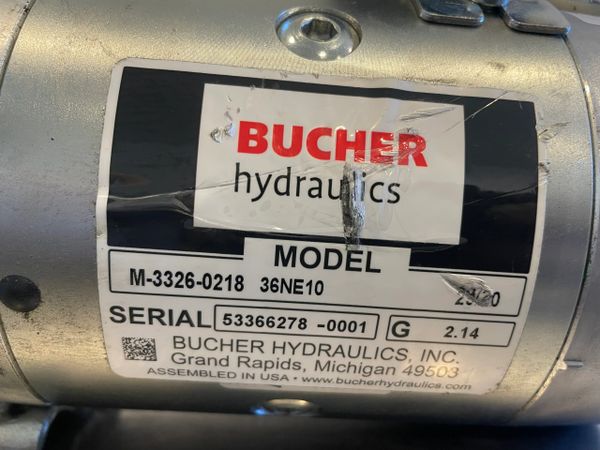 BUCHER
hydraulics
MODEL
M-3326-0218 36NE10
SERIAL 53366278 -0001 G 2.14
BUCHER HYDRAULICS, INC.
Grand Rapids, Michigan 49503
ASSEMBLED IN USA • www.bucherhydraulics.com